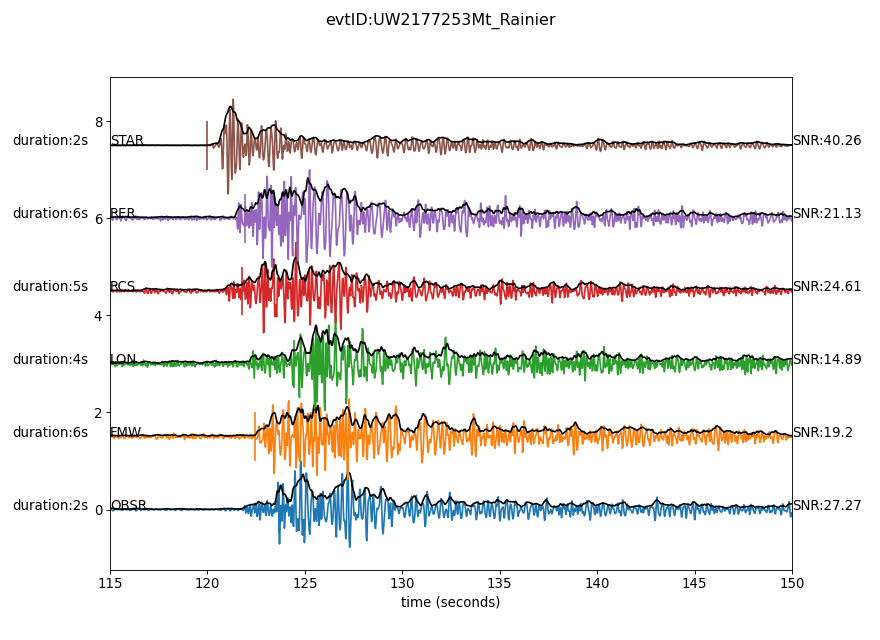 evtID:UW2177253Mt_Rainier
8
duration:2s STAR SNR:40.26
duration:6s RER SNR:21.13
6
duration:5s RCS SNR:24.61
4
duration:4s LON SNR:14.89
2
duration:6s FMW SNR:19.2
duration:2s OBSR SNR:27.27
0
115 120 125 130 135 140 145 150
time (seconds)